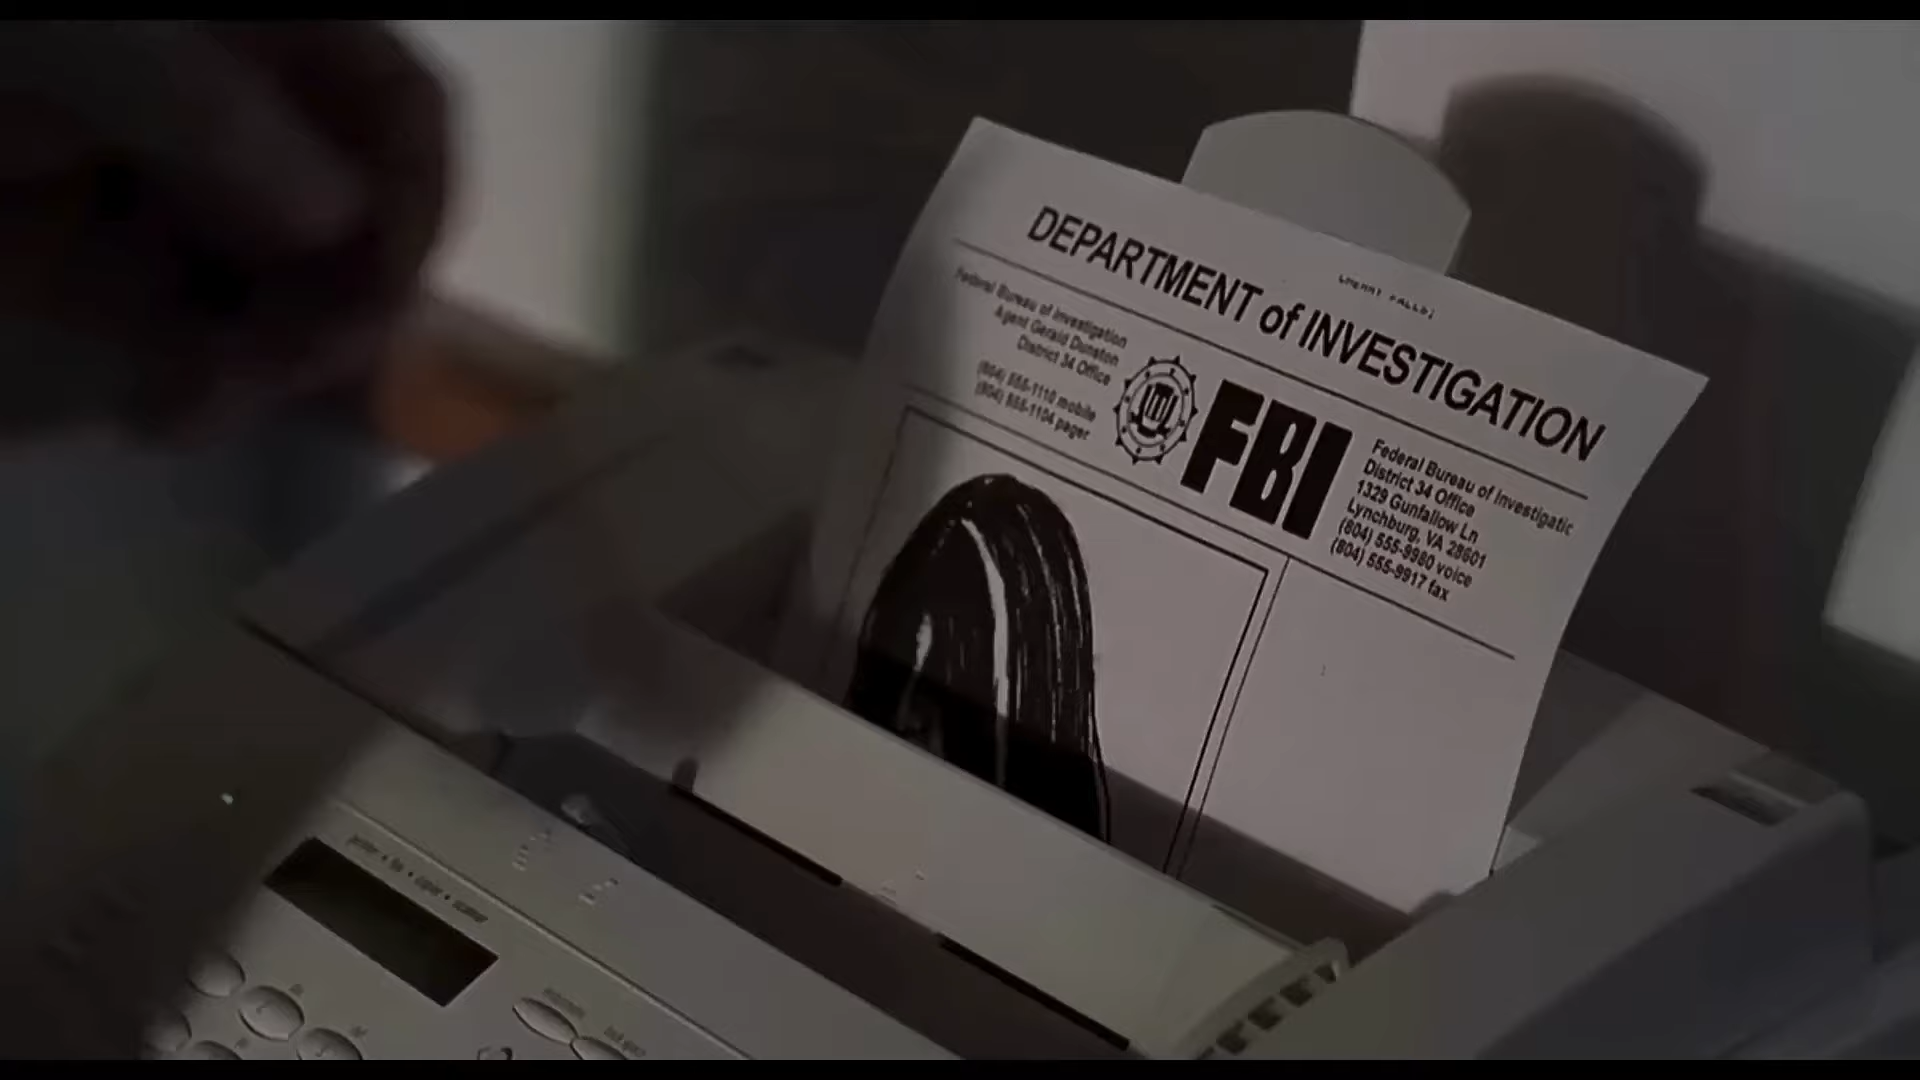 CHERRY FALLS;
DEPARTMENT of INVESTIGATION
Federal Bureau of Investigation
Agent Gerald Dunston
District 34 Office
(804) 555-1110 mobile
(804) 555-1104 pager
FBI
Federal Bureau of Investigatic
District 34 Office
1329 Gunfallow Ln
Lynchburg, VA 28601
(804) 555-9980 voice
(804) 555-9917 fax